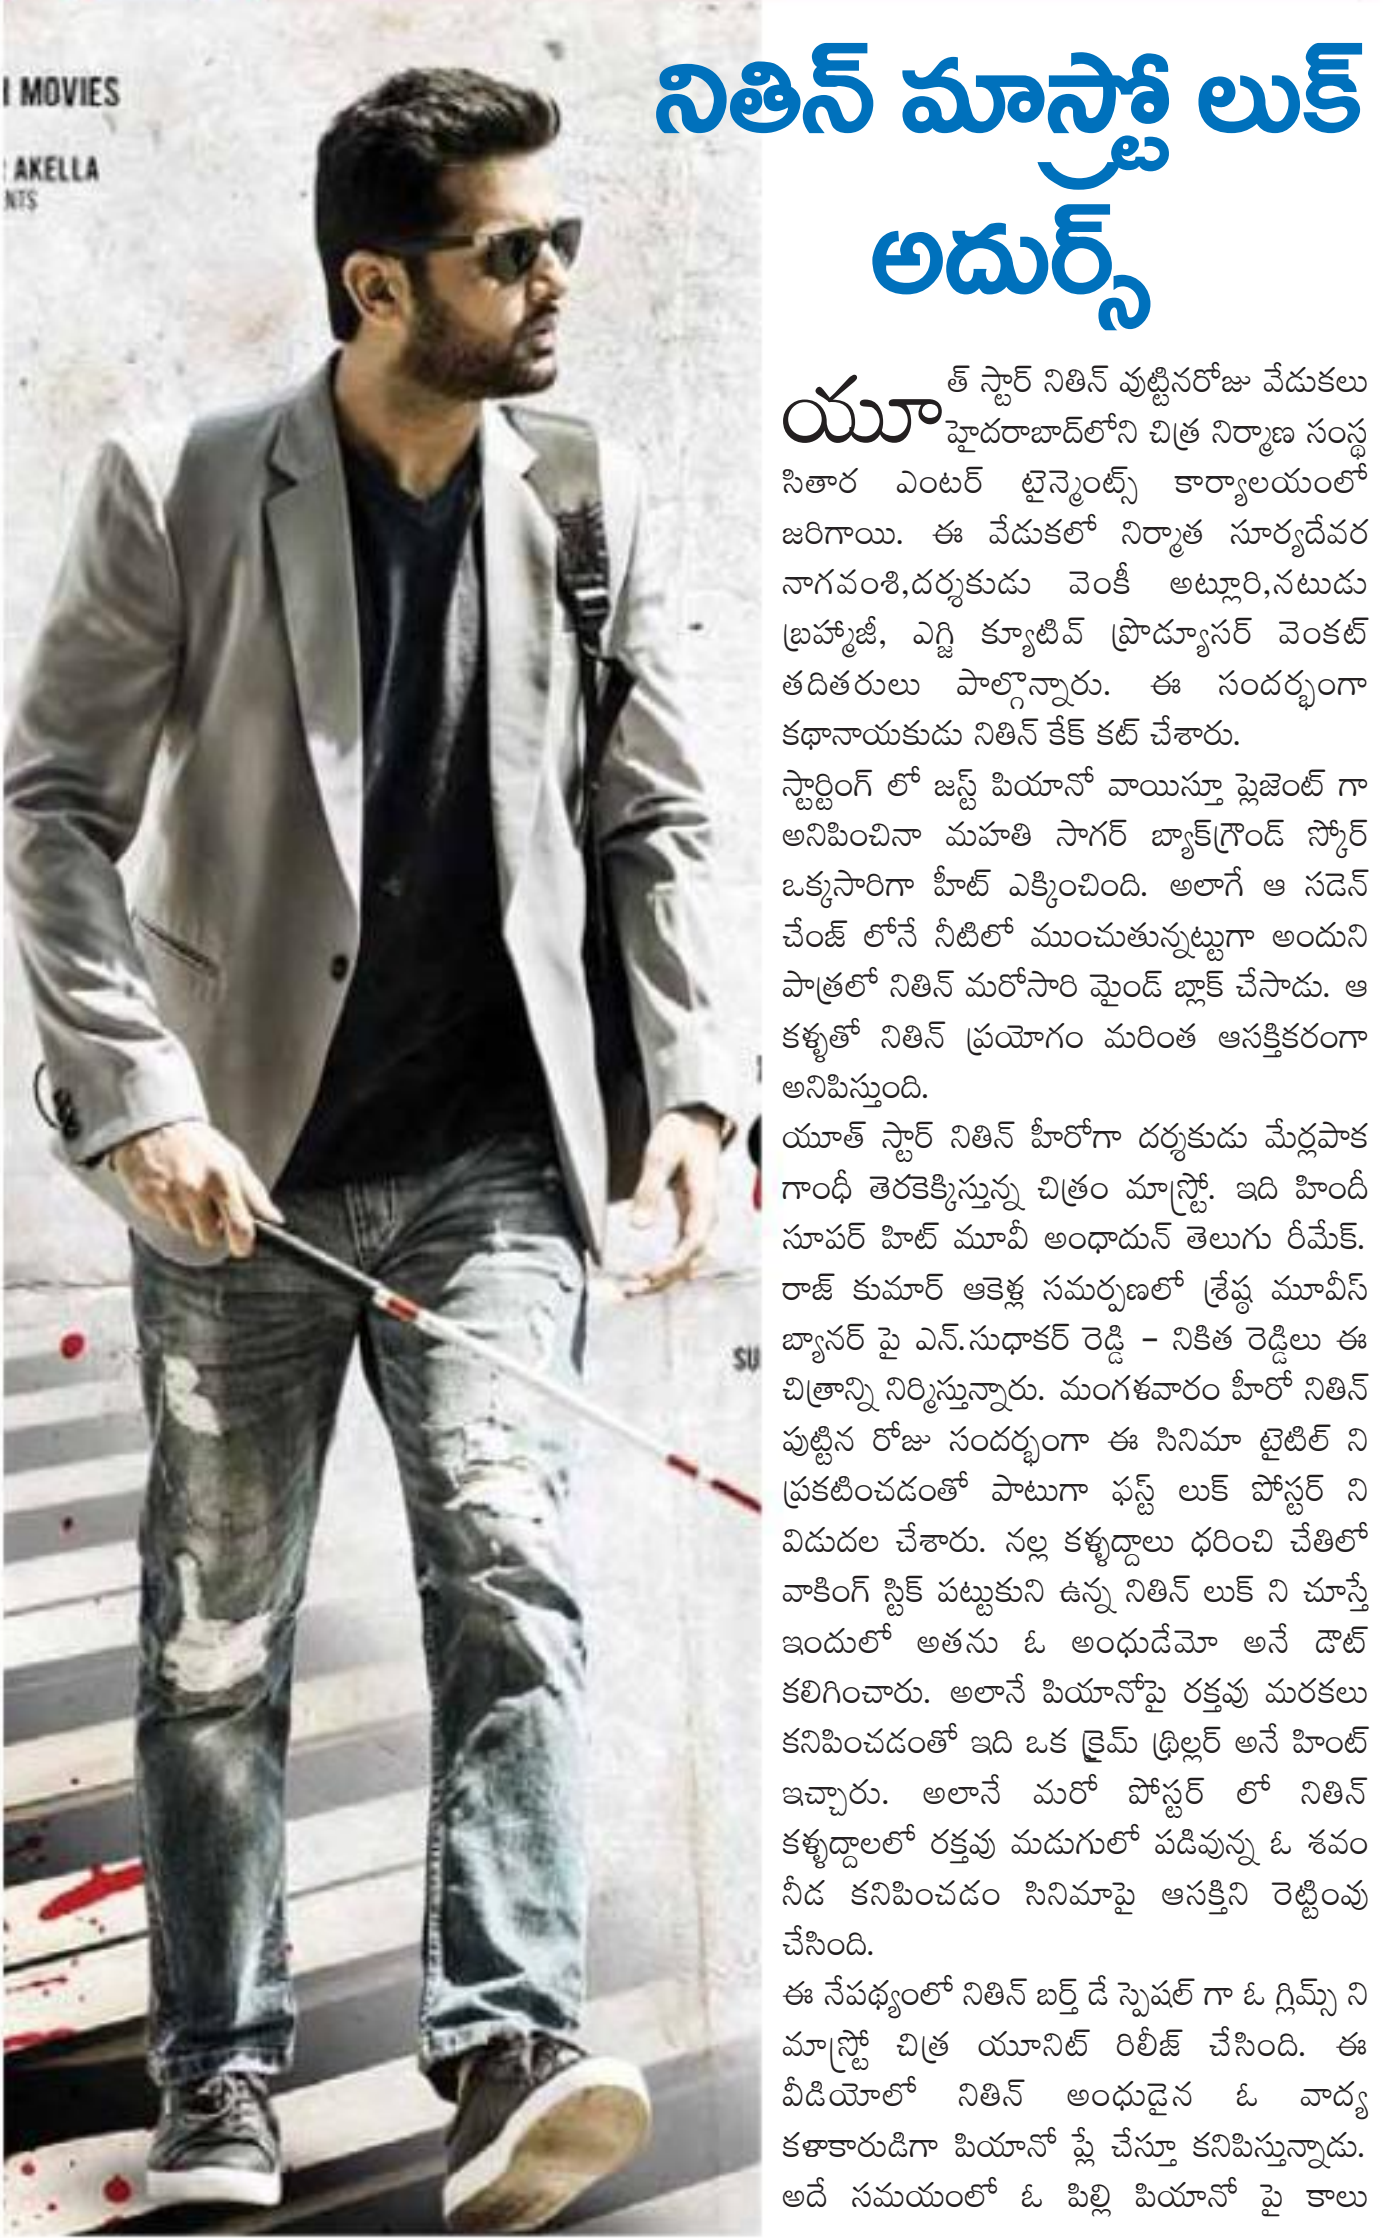 I MOVIES
AKELLA
NTS
SU
నితిన్ మాస్ట్రో లుక్
అదుర్స్
యూత్ స్టార్ నితిన్ పుట్టినరోజు వేడుకలు
హైదరాబాద్‌లోని చిత్ర నిర్మాణ సంస్థ
సితార ఎంటర్ టైన్మెంట్స్ కార్యాలయంలో
జరిగాయి. ఈ వేడుకలో నిర్మాత సూర్యదేవర
నాగవంశి,దర్శకుడు వెంకీ అట్లూరి,నటుడు
బ్రహ్మాజీ, ఎగ్జి క్యూటివ్ ప్రొడ్యూసర్ వెంకట్
తదితరులు పాల్గొన్నారు. ఈ సందర్భంగా
కథానాయకుడు నితిన్ కేక్ కట్ చేశారు.
స్టార్టింగ్ లో జస్ట్ పియానో వాయిస్తూ ప్లెజెంట్ గా
అనిపించినా మహతి సాగర్ బ్యాక్‌గ్రౌండ్ స్కోర్
ఒక్కసారిగా హీట్ ఎక్కించింది. అలాగే ఆ సడెన్
చేంజ్ లోనే నీటిలో ముంచుతున్నట్టుగా అందుని
పాత్రలో నితిన్ మరోసారి మైండ్ బ్లాక్ చేసాడు. ఆ
కళ్ళతో నితిన్ ప్రయోగం మరింత ఆసక్తికరంగా
అనిపిస్తుంది.
యూత్ స్టార్ నితిన్ హీరోగా దర్శకుడు మేర్లపాక
గాంధీ తెరకెక్కిస్తున్న చిత్రం మాస్ట్రో. ఇది హిందీ
సూపర్ హిట్ మూవీ అంధాదున్ తెలుగు రీమేక్.
రాజ్ కుమార్ ఆకెళ్ల సమర్పణలో శ్రేష్ఠ మూవీస్
బ్యానర్ పై ఎన్.సుధాకర్ రెడ్డి – నికిత రెడ్డిలు ఈ
చిత్రాన్ని నిర్మిస్తున్నారు. మంగళవారం హీరో నితిన్
పుట్టిన రోజు సందర్భంగా ఈ సినిమా టైటిల్ ని
ప్రకటించడంతో పాటుగా ఫస్ట్ లుక్ పోస్టర్ ని
విడుదల చేశారు. నల్ల కళ్ళద్దాలు ధరించి చేతిలో
వాకింగ్ స్టిక్ పట్టుకుని ఉన్న నితిన్ లుక్ ని చూస్తే
ఇందులో అతను ఓ అంధుడేమో అనే డౌట్
కలిగించారు. అలానే పియానోపై రక్తపు మరకలు
కనిపించడంతో ఇది ఒక క్రైమ్ థ్రిల్లర్ అనే హింట్
ఇచ్చారు. అలానే మరో పోస్టర్ లో నితిన్
కళ్ళద్దాలలో రక్తపు మడుగులో పడివున్న ఓ శవం
నీడ కనిపించడం సినిమాపై ఆసక్తిని రెట్టింపు
చేసింది.
ఈ నేపథ్యంలో నితిన్ బర్త్ డే స్పెషల్ గా ఓ గ్లిమ్స్ ని
మాస్ట్రో చిత్ర యూనిట్ రిలీజ్ చేసింది. ఈ
వీడియోలో నితిన్ అంధుడైన ఓ వాద్య
కళాకారుడిగా పియానో ప్లే చేస్తూ కనిపిస్తున్నాడు.
అదే సమయంలో ఓ పిల్లి పియానో పై కాలు